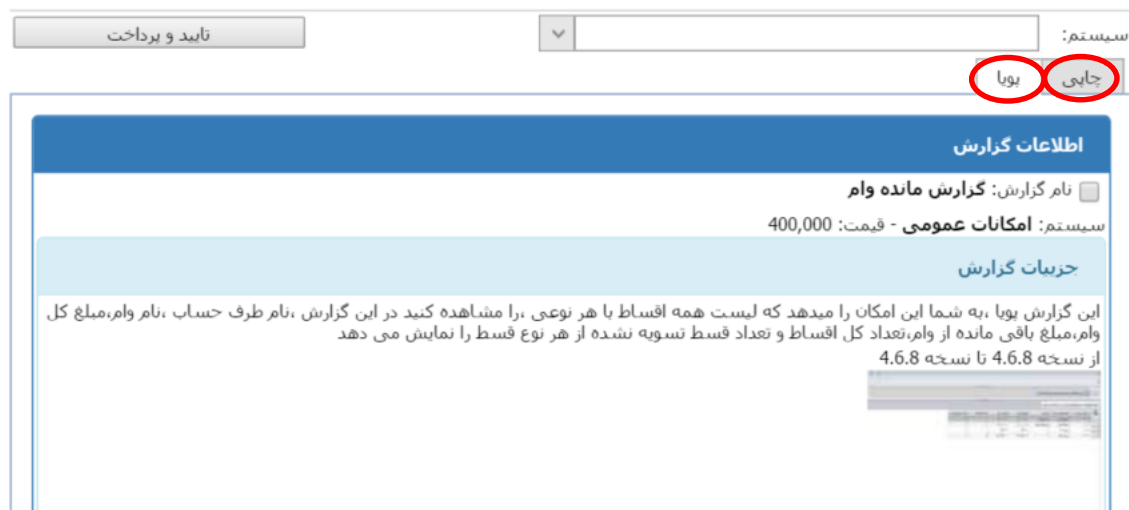 سیستم:
تایید و پرداخت
چاپی
پویا
اطلاعات گزارش
نام گزارش: گزارش مانده وام
سیستم: امکانات عمومی - قیمت: 400,000
جزییات گزارش
این گزارش پویا ،به شما این امکان را میدهد که لیست همه اقساط با هر نوعی ،را مشاهده کنید در این گزارش ،نام طرف حساب ،نام وام،مبلغ کل
وام،مبلغ باقی مانده از وام،تعداد کل اقساط و تعداد قسط تسویه نشده از هر نوع قسط را نمایش می دهد
از نسخه 4.6.8 تا نسخه 4.6.8